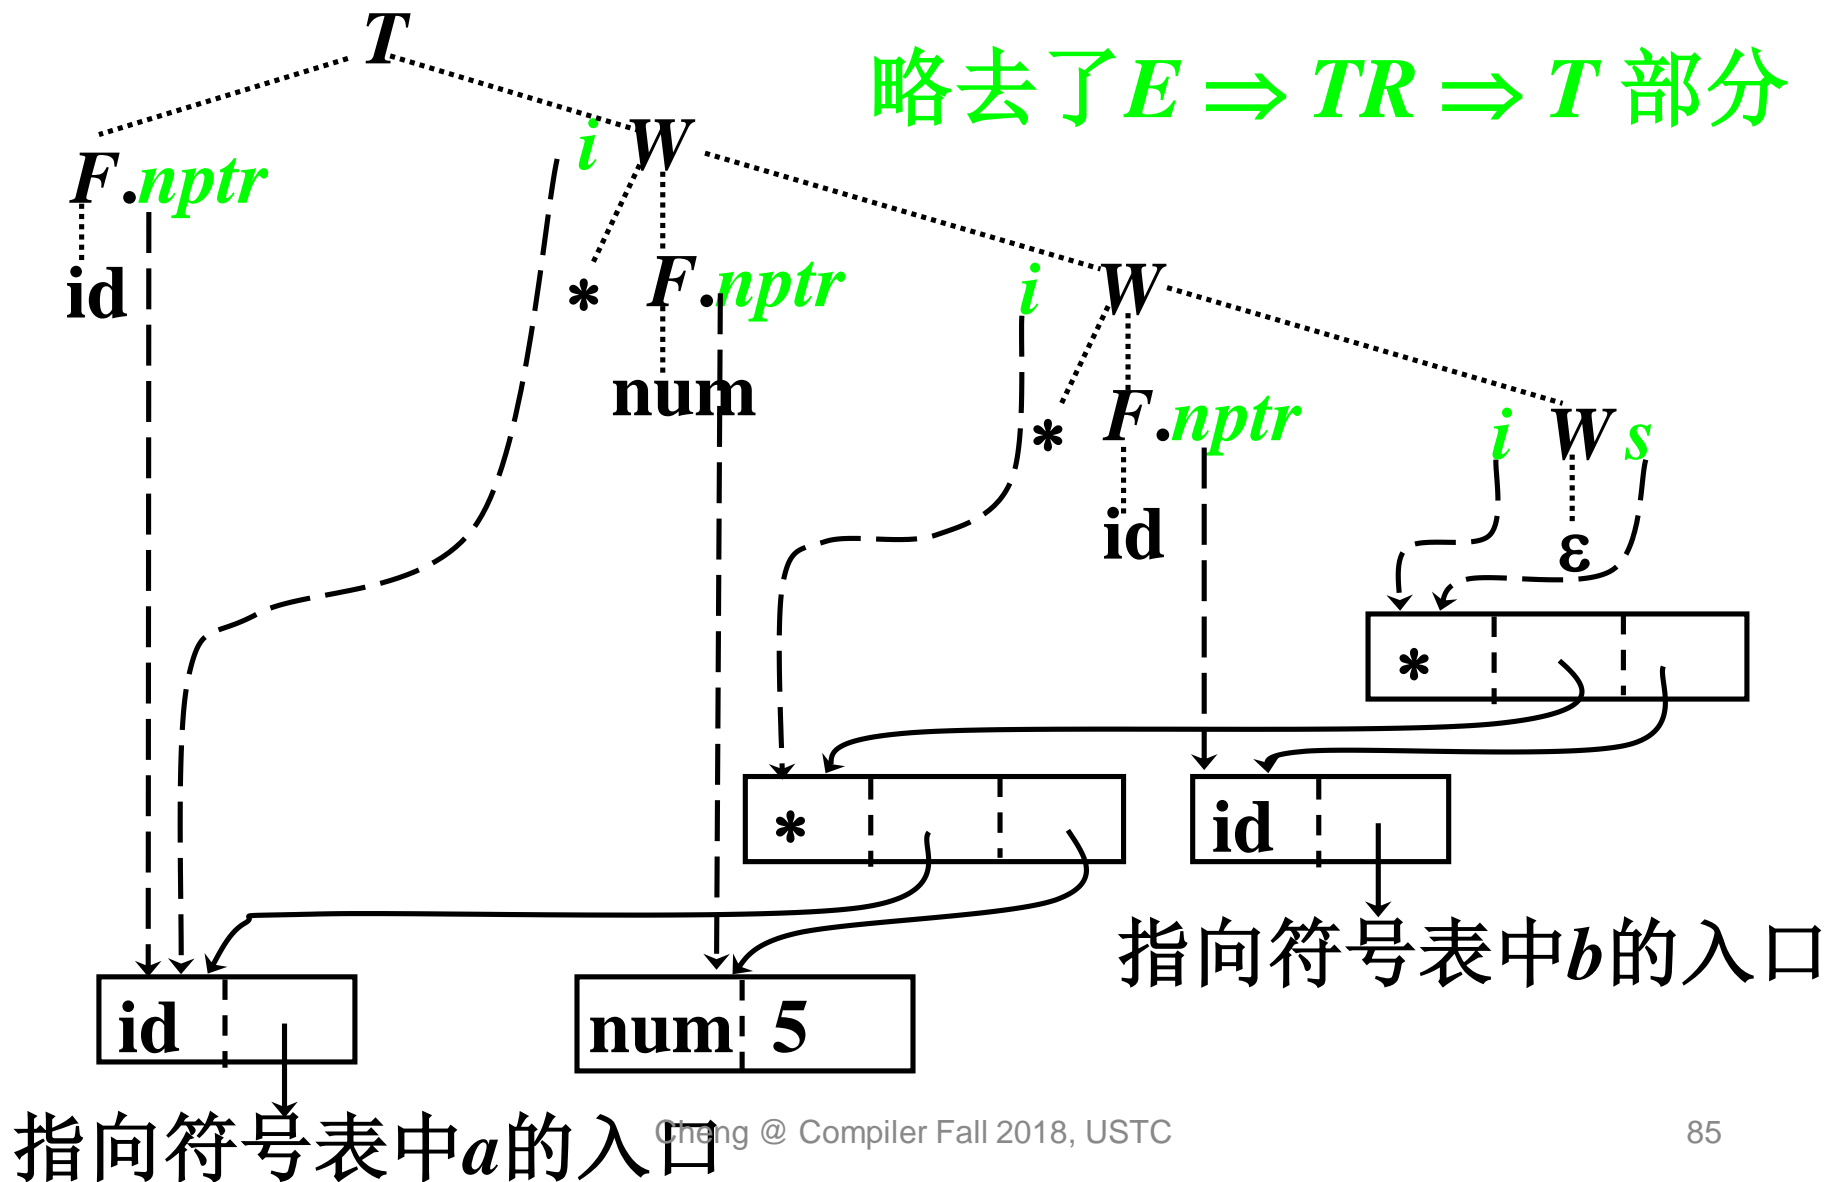 T
略去了E ⇒ TR ⇒ T 部分
i W
F.nptr
id
* F.nptr
i W
num
* F.nptr
i W s
id
ε
*
*
id
指向符号表中b的入口
id
num 5
指向符号表中a的入口
Cheng @ Compiler Fall 2018, USTC
85